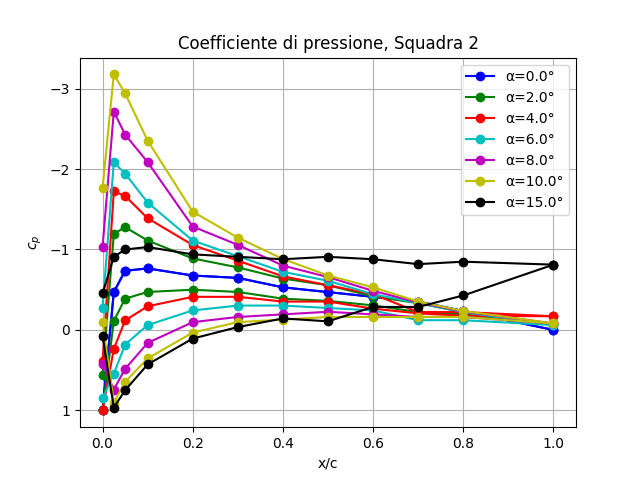 Coefficiente di pressione, Squadra 2
−3
−2
−1
0
1
c_p
0.0
0.2
0.4
0.6
0.8
1.0
x/c
α=0.0°
α=2.0°
α=4.0°
α=6.0°
α=8.0°
α=10.0°
α=15.0°